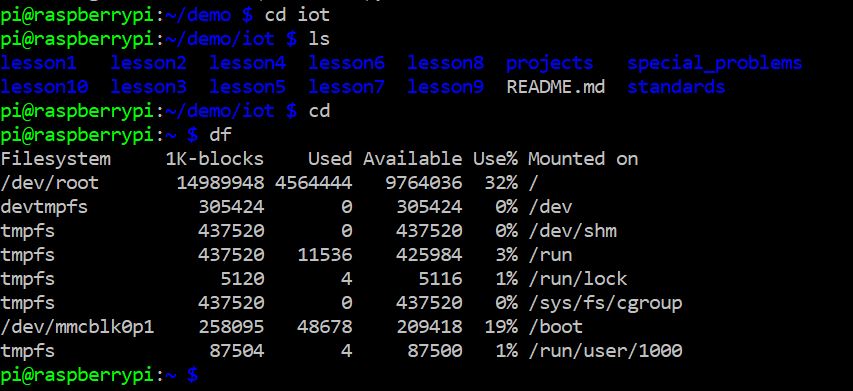 pi@raspberrypi:~/demo $ cd iot
pi@raspberrypi:~/demo/iot $ ls
lesson1   lesson2  lesson4  lesson6  lesson8  projects   special_problems
lesson10  lesson3  lesson5  lesson7  lesson9  README.md  standards
pi@raspberrypi:~/demo/iot $ cd
pi@raspberrypi:~ $ df
Filesystem     1K-blocks    Used Available Use% Mounted on
/dev/root       14989948 4564444   9764036  32% /
devtmpfs          305424       0    305424   0% /dev
tmpfs             437520       0    437520   0% /dev/shm
tmpfs             437520   11536    425984   3% /run
tmpfs               5120       4      5116   1% /run/lock
tmpfs             437520       0    437520   0% /sys/fs/cgroup
/dev/mmcblk0p1    258095   48678    209418  19% /boot
tmpfs              87504       4     87500   1% /run/user/1000
pi@raspberrypi:~ $